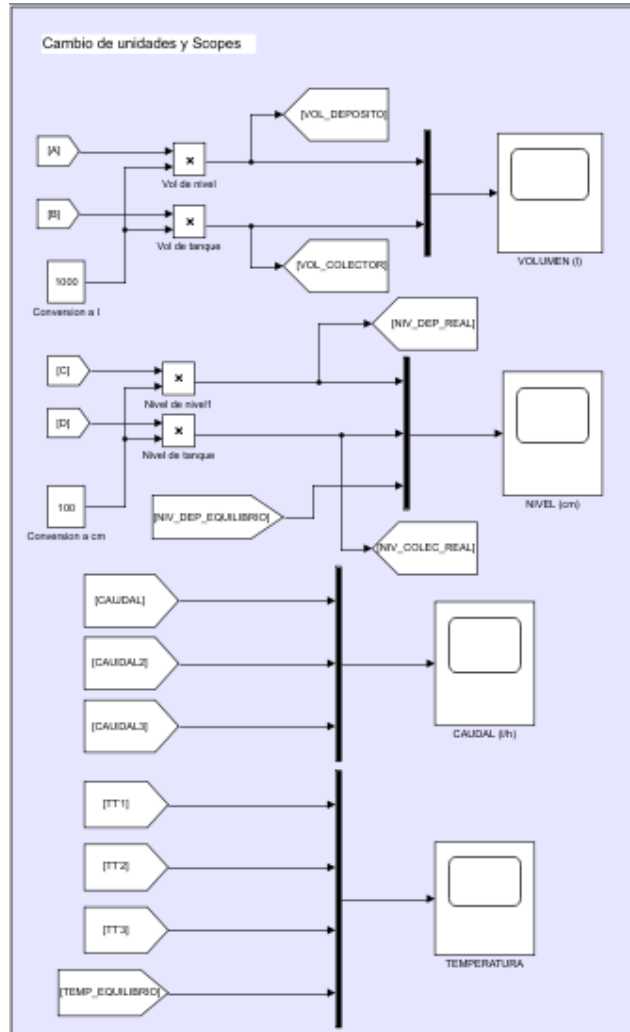 Cambio de unidades y Scopes
[VOL_DEPOSITO]
[A]
×
Vol de nivel
[B]
×
Vol de tanque
VOLUMEN (l)
[VOL_COLECTOR]
1000
Conversion a l
[NIV_DEP_REAL]
[C]
×
Nivel de nivel1
[D]
×
Nivel de tanque
100
Conversion a cm
[NIV_DEP_EQUILIBRIO]
NIVEL (cm)
[NIV_COLEC_REAL]
[CAUDAL]
[CAUDAL2]
[CAUDAL3]
CAUDAL (l/h)
[TT1]
[TT2]
[TT3]
TEMPERATURA
[TEMP_EQUILIBRIO]